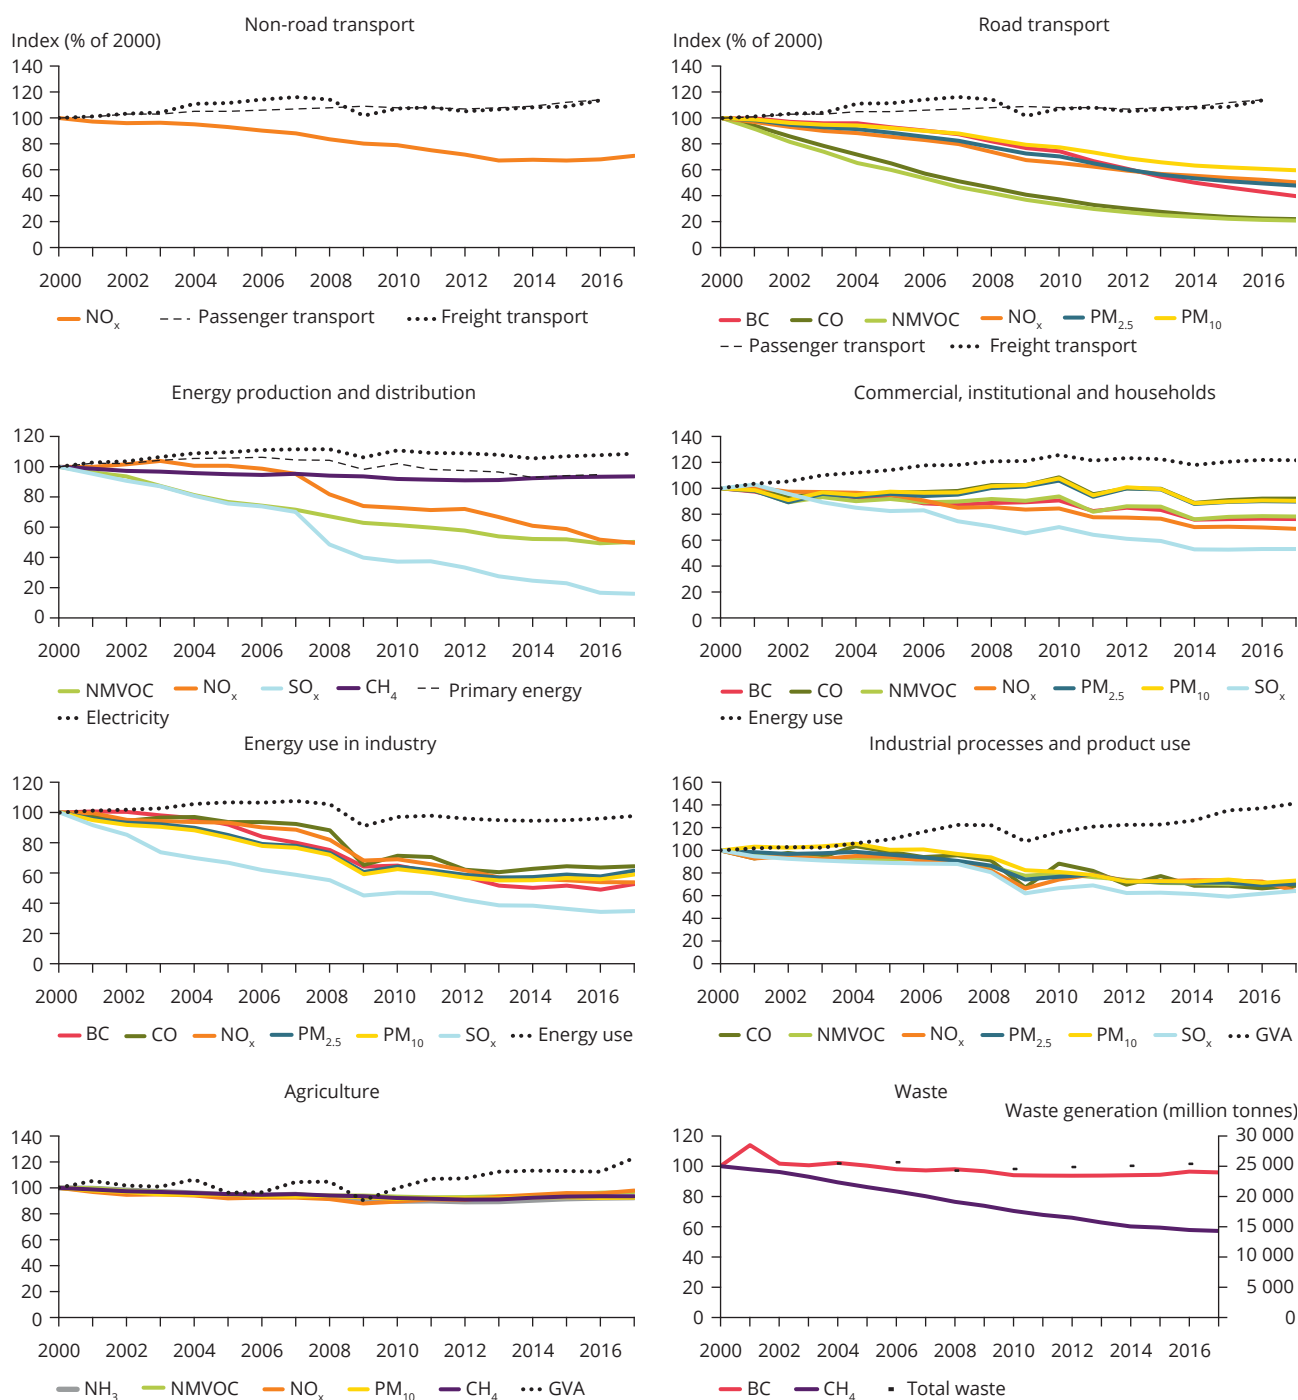 Non-road transport
Index (% of 2000)
140
120
100
80
60
40
20
0
2000 2002 2004 2006 2008 2010 2012 2014 2016
NOx Passenger transport Freight transport
Road transport
Index (% of 2000)
140
120
100
80
60
40
20
0
2000 2002 2004 2006 2008 2010 2012 2014 2016
BC CO NMVOC NOx PM2.5 PM10
Passenger transport Freight transport
Energy production and distribution
120
100
80
60
40
20
0
2000 2002 2004 2006 2008 2010 2012 2014 2016
NMVOC NOx SOx CH4 Primary energy
Electricity
Commercial, institutional and households
140
120
100
80
60
40
20
0
2000 2002 2004 2006 2008 2010 2012 2014 2016
BC CO NMVOC NOx PM2.5 PM10 SOx
Energy use
Energy use in industry
120
100
80
60
40
20
0
2000 2002 2004 2006 2008 2010 2012 2014 2016
BC CO NOx PM2.5 PM10 SOx Energy use
Industrial processes and product use
160
140
120
100
80
60
40
20
0
2000 2002 2004 2006 2008 2010 2012 2014 2016
CO NMVOC NOx PM2.5 PM10 SOx GVA
Agriculture
140
120
100
80
60
40
20
0
2000 2002 2004 2006 2008 2010 2012 2014 2016
NH3 NMVOC NOx PM10 CH4 GVA
Waste
Waste generation (million tonnes)
120
100
80
60
40
20
0
30 000
25 000
20 000
15 000
10 000
5 000
0
2000 2002 2004 2006 2008 2010 2012 2014 2016
BC CH4 Total waste